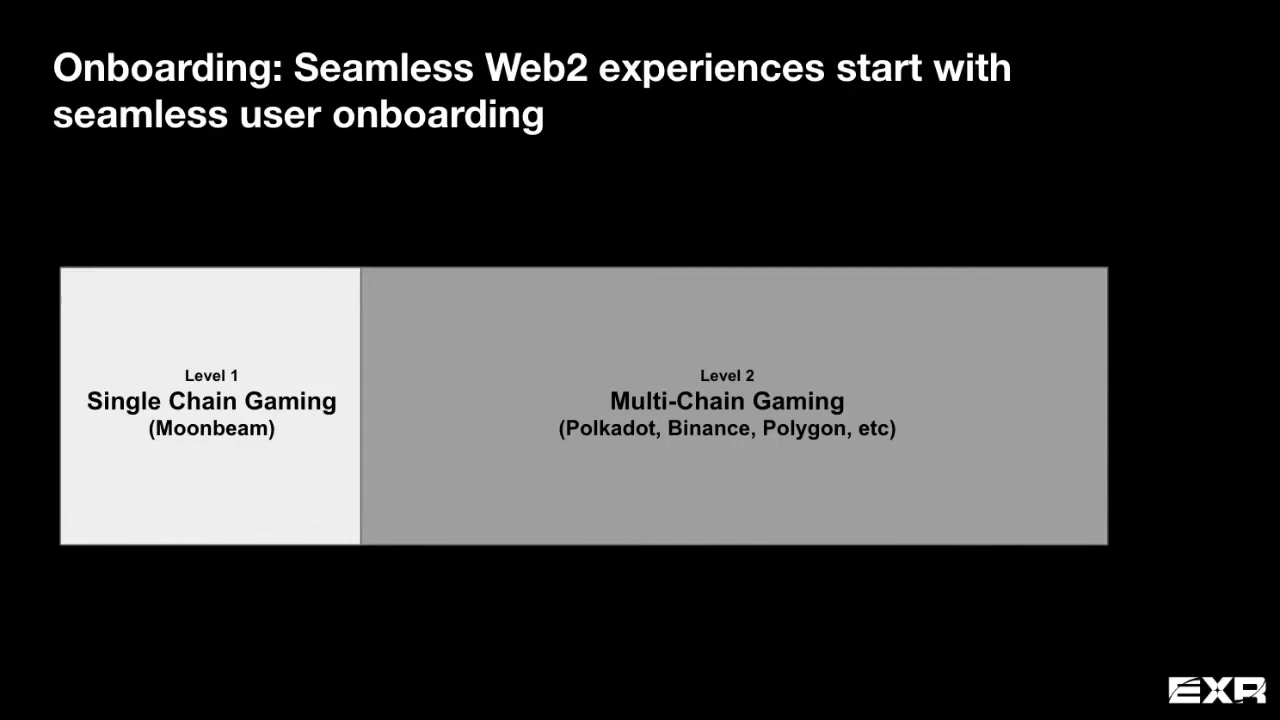 Onboarding: Seamless Web2 experiences start with
seamless user onboarding
Level 1
Single Chain Gaming
(Moonbeam)
Level 2
Multi-Chain Gaming
(Polkadot, Binance, Polygon, etc)
EXR